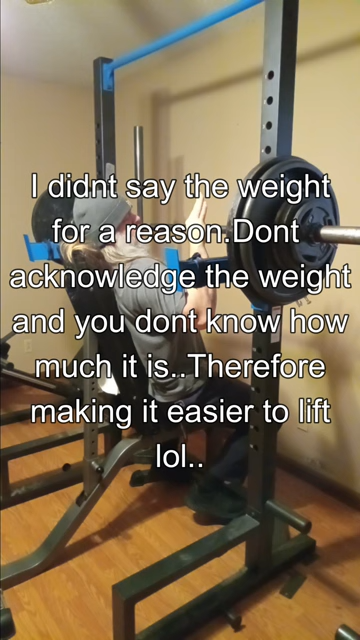 I didnt say the weight
for a reason.Dont
acknowledge the weight
and you dont know how
much it is..Therefore
making it easier to lift
lol..